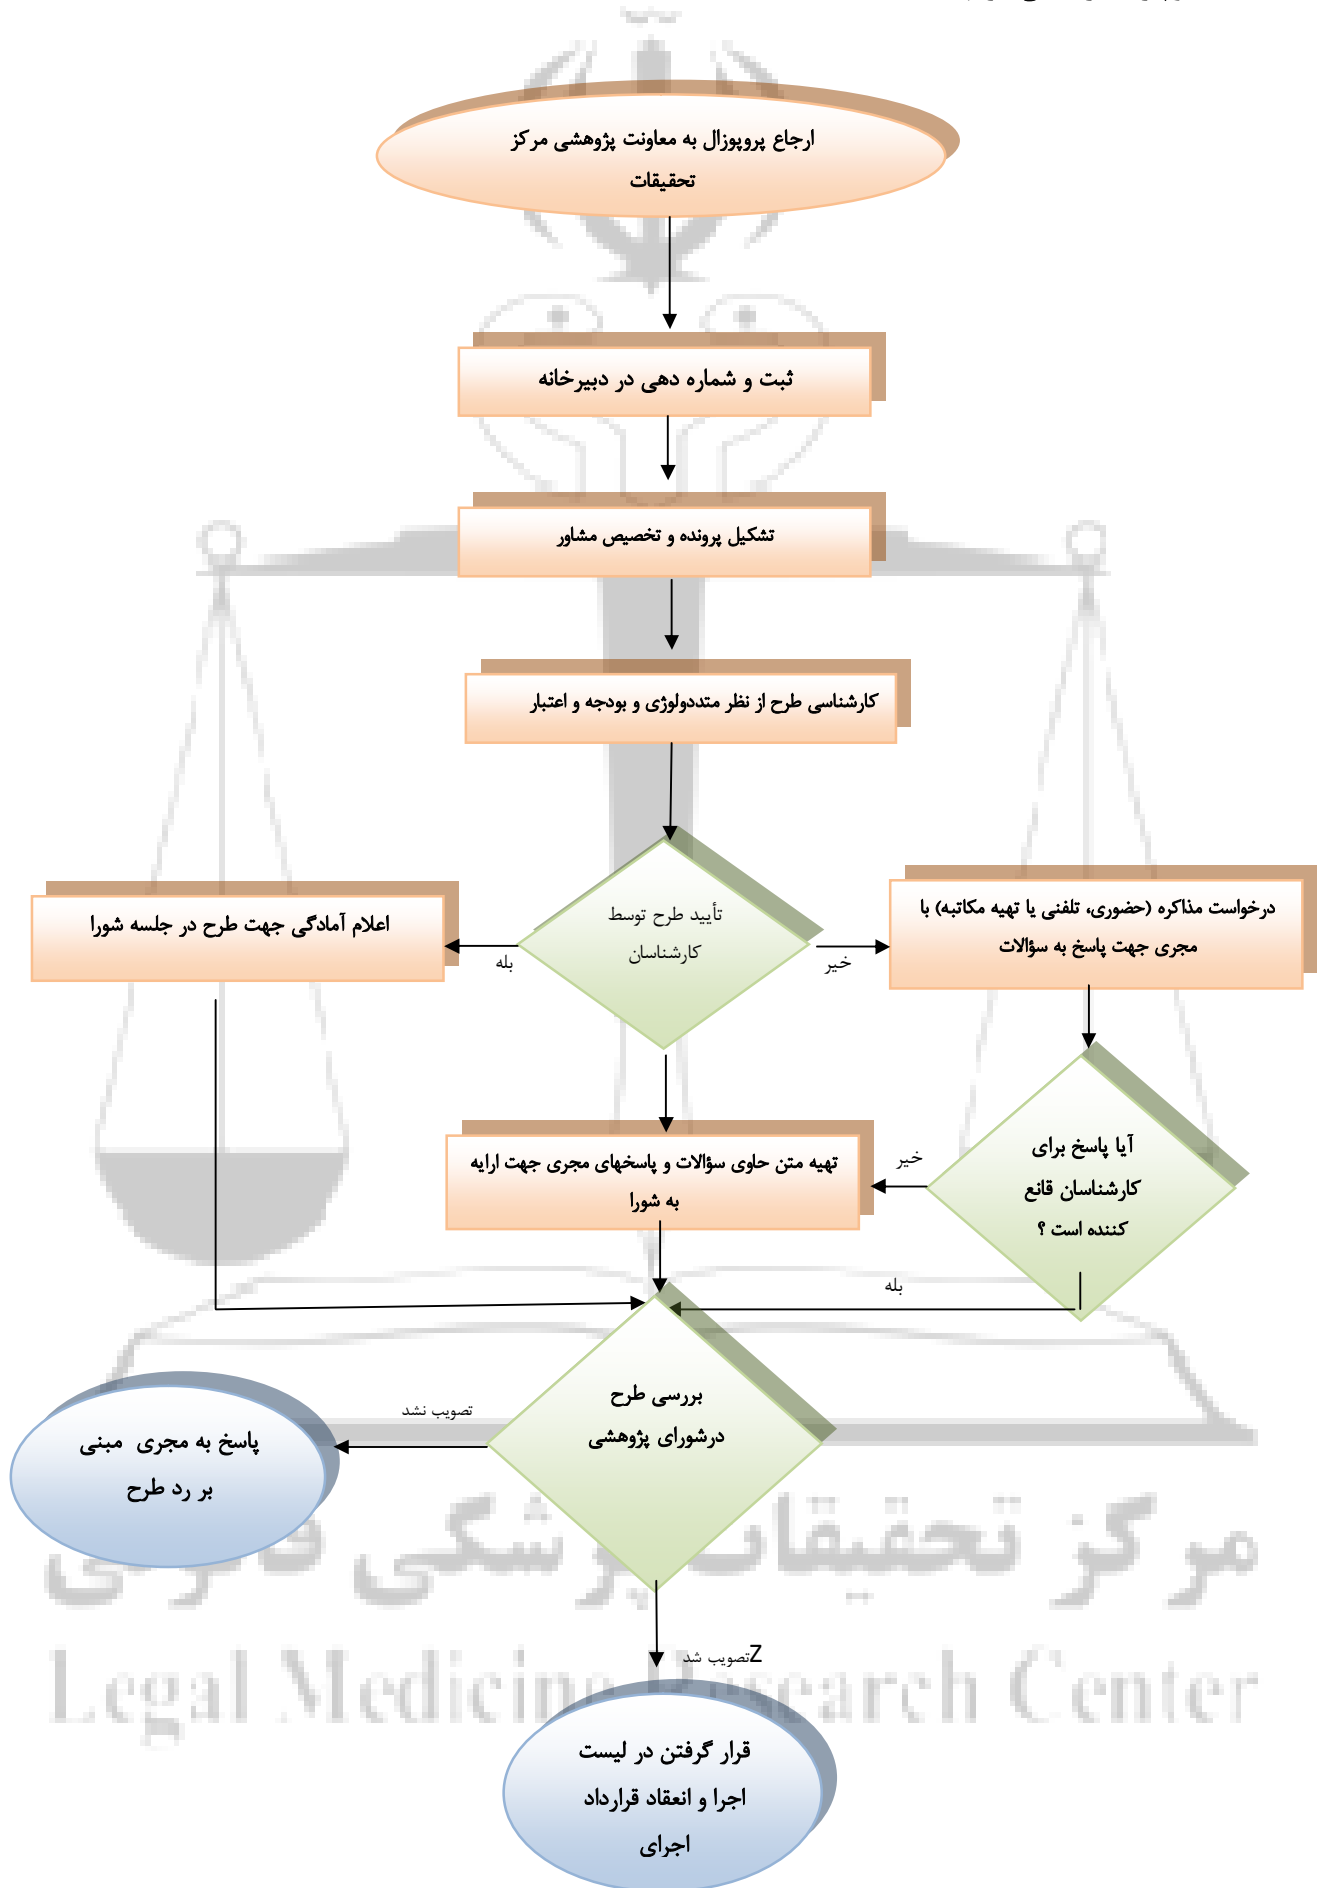 ارجاع پروپوزال به معاونت پژوهشی مرکز
تحقیقات
ثبت و شماره دهی در دبیرخانه
تشکیل پرونده و تخصیص مشاور
کارشناسی طرح از نظر متددولوژی و بودجه و اعتبار
تأیید طرح توسط
کارشناسان
بله
خیر
اعلام آمادگی جهت طرح در جلسه شورا
درخواست مذاکره (حضوری، تلفنی یا تهیه مکاتبه) با
مجری جهت پاسخ به سؤالات
آیا پاسخ برای
کارشناسان قانع
کننده است ؟
خیر
بله
تهیه متن حاوی سؤالات و پاسخهای مجری جهت ارایه
به شورا
بررسی طرح
درشورای پژوهشی
تصویب نشد
پاسخ به مجری مبنی
بر رد طرح
Zتصویب شد
قرار گرفتن در لیست
اجرا و انعقاد قرارداد
اجرای
مرکز تحقیقات پزشکی قانونی
Legal Medicine Research Center